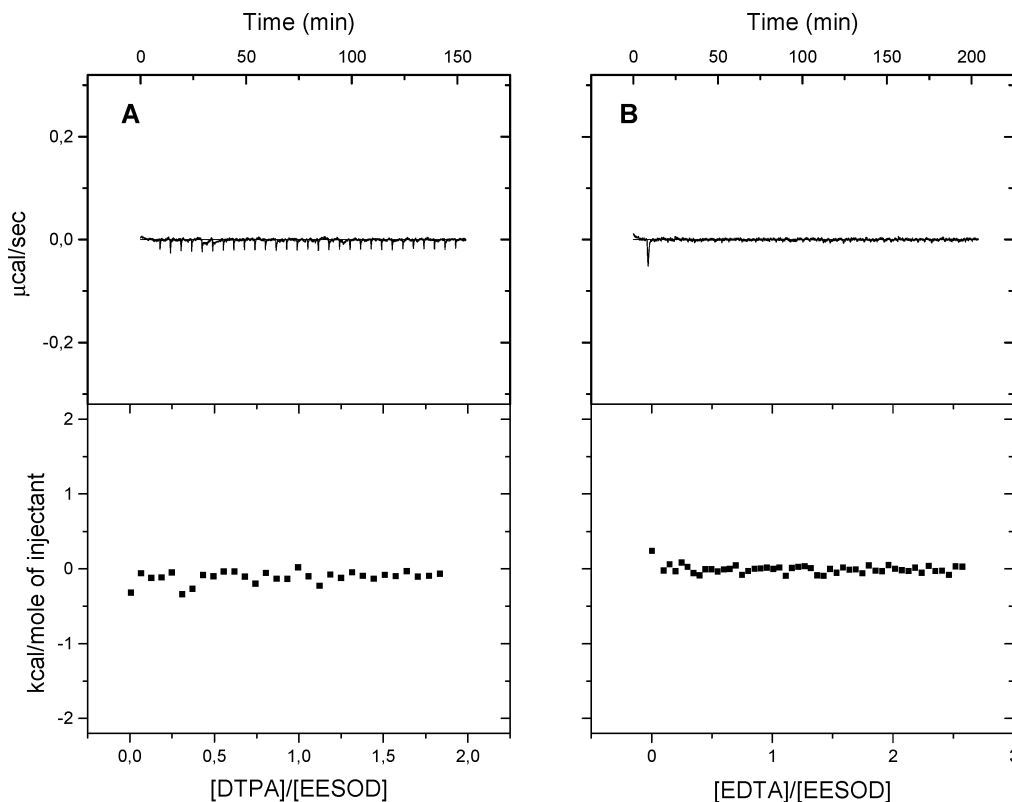 Time (min)
Time (min)
0 50 100 150
0 50 100 150 200
A
B
0,2
0,0
-0,2
μcal/sec
2
1
0
-1
-2
kcal/mole of injectant
0,0 0,5 1,0 1,5 2,0
0 1 2 3
[DTPA]/[EESOD]
[EDTA]/[EESOD]